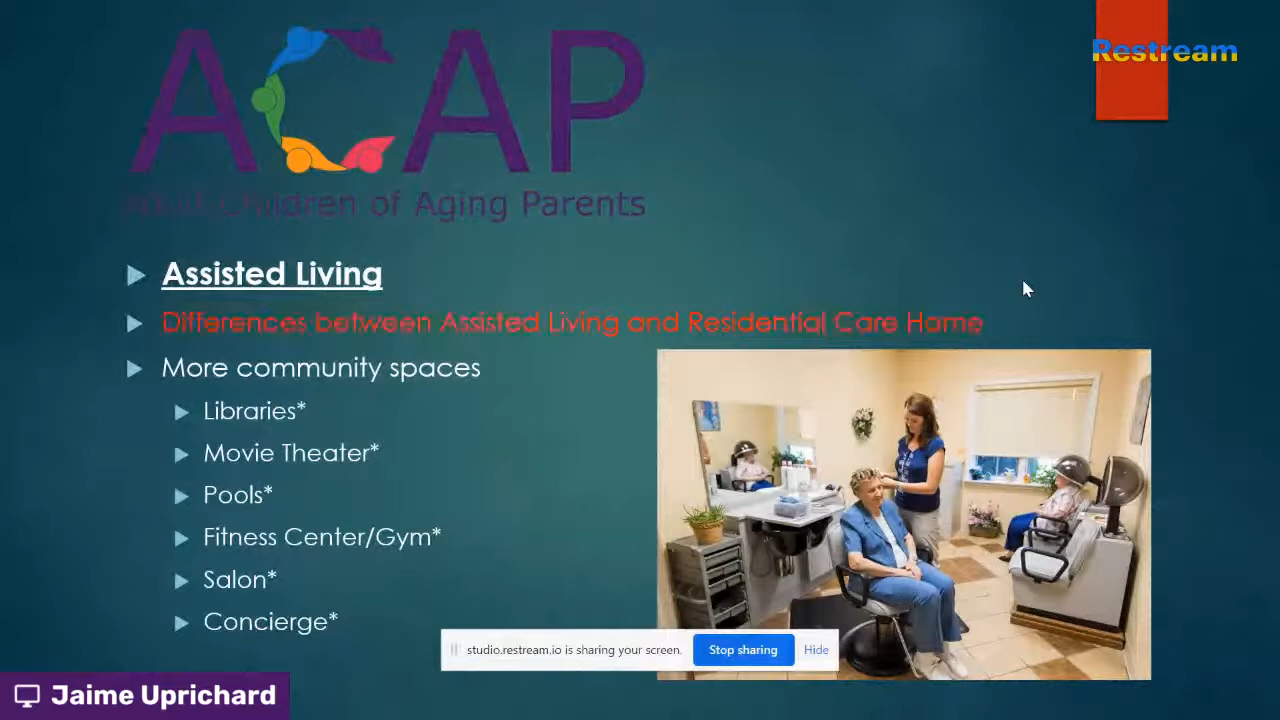 ACAP
Restream
Adult Children of Aging Parents
Assisted Living
Differences between Assisted Living and Residential Care Home
More community spaces
Libraries*
Movie Theater*
Pools*
Fitness Center/Gym*
Salon*
Concierge*
studio.restream.io is sharing your screen.
Stop sharing
Hide
Jaime Uprichard